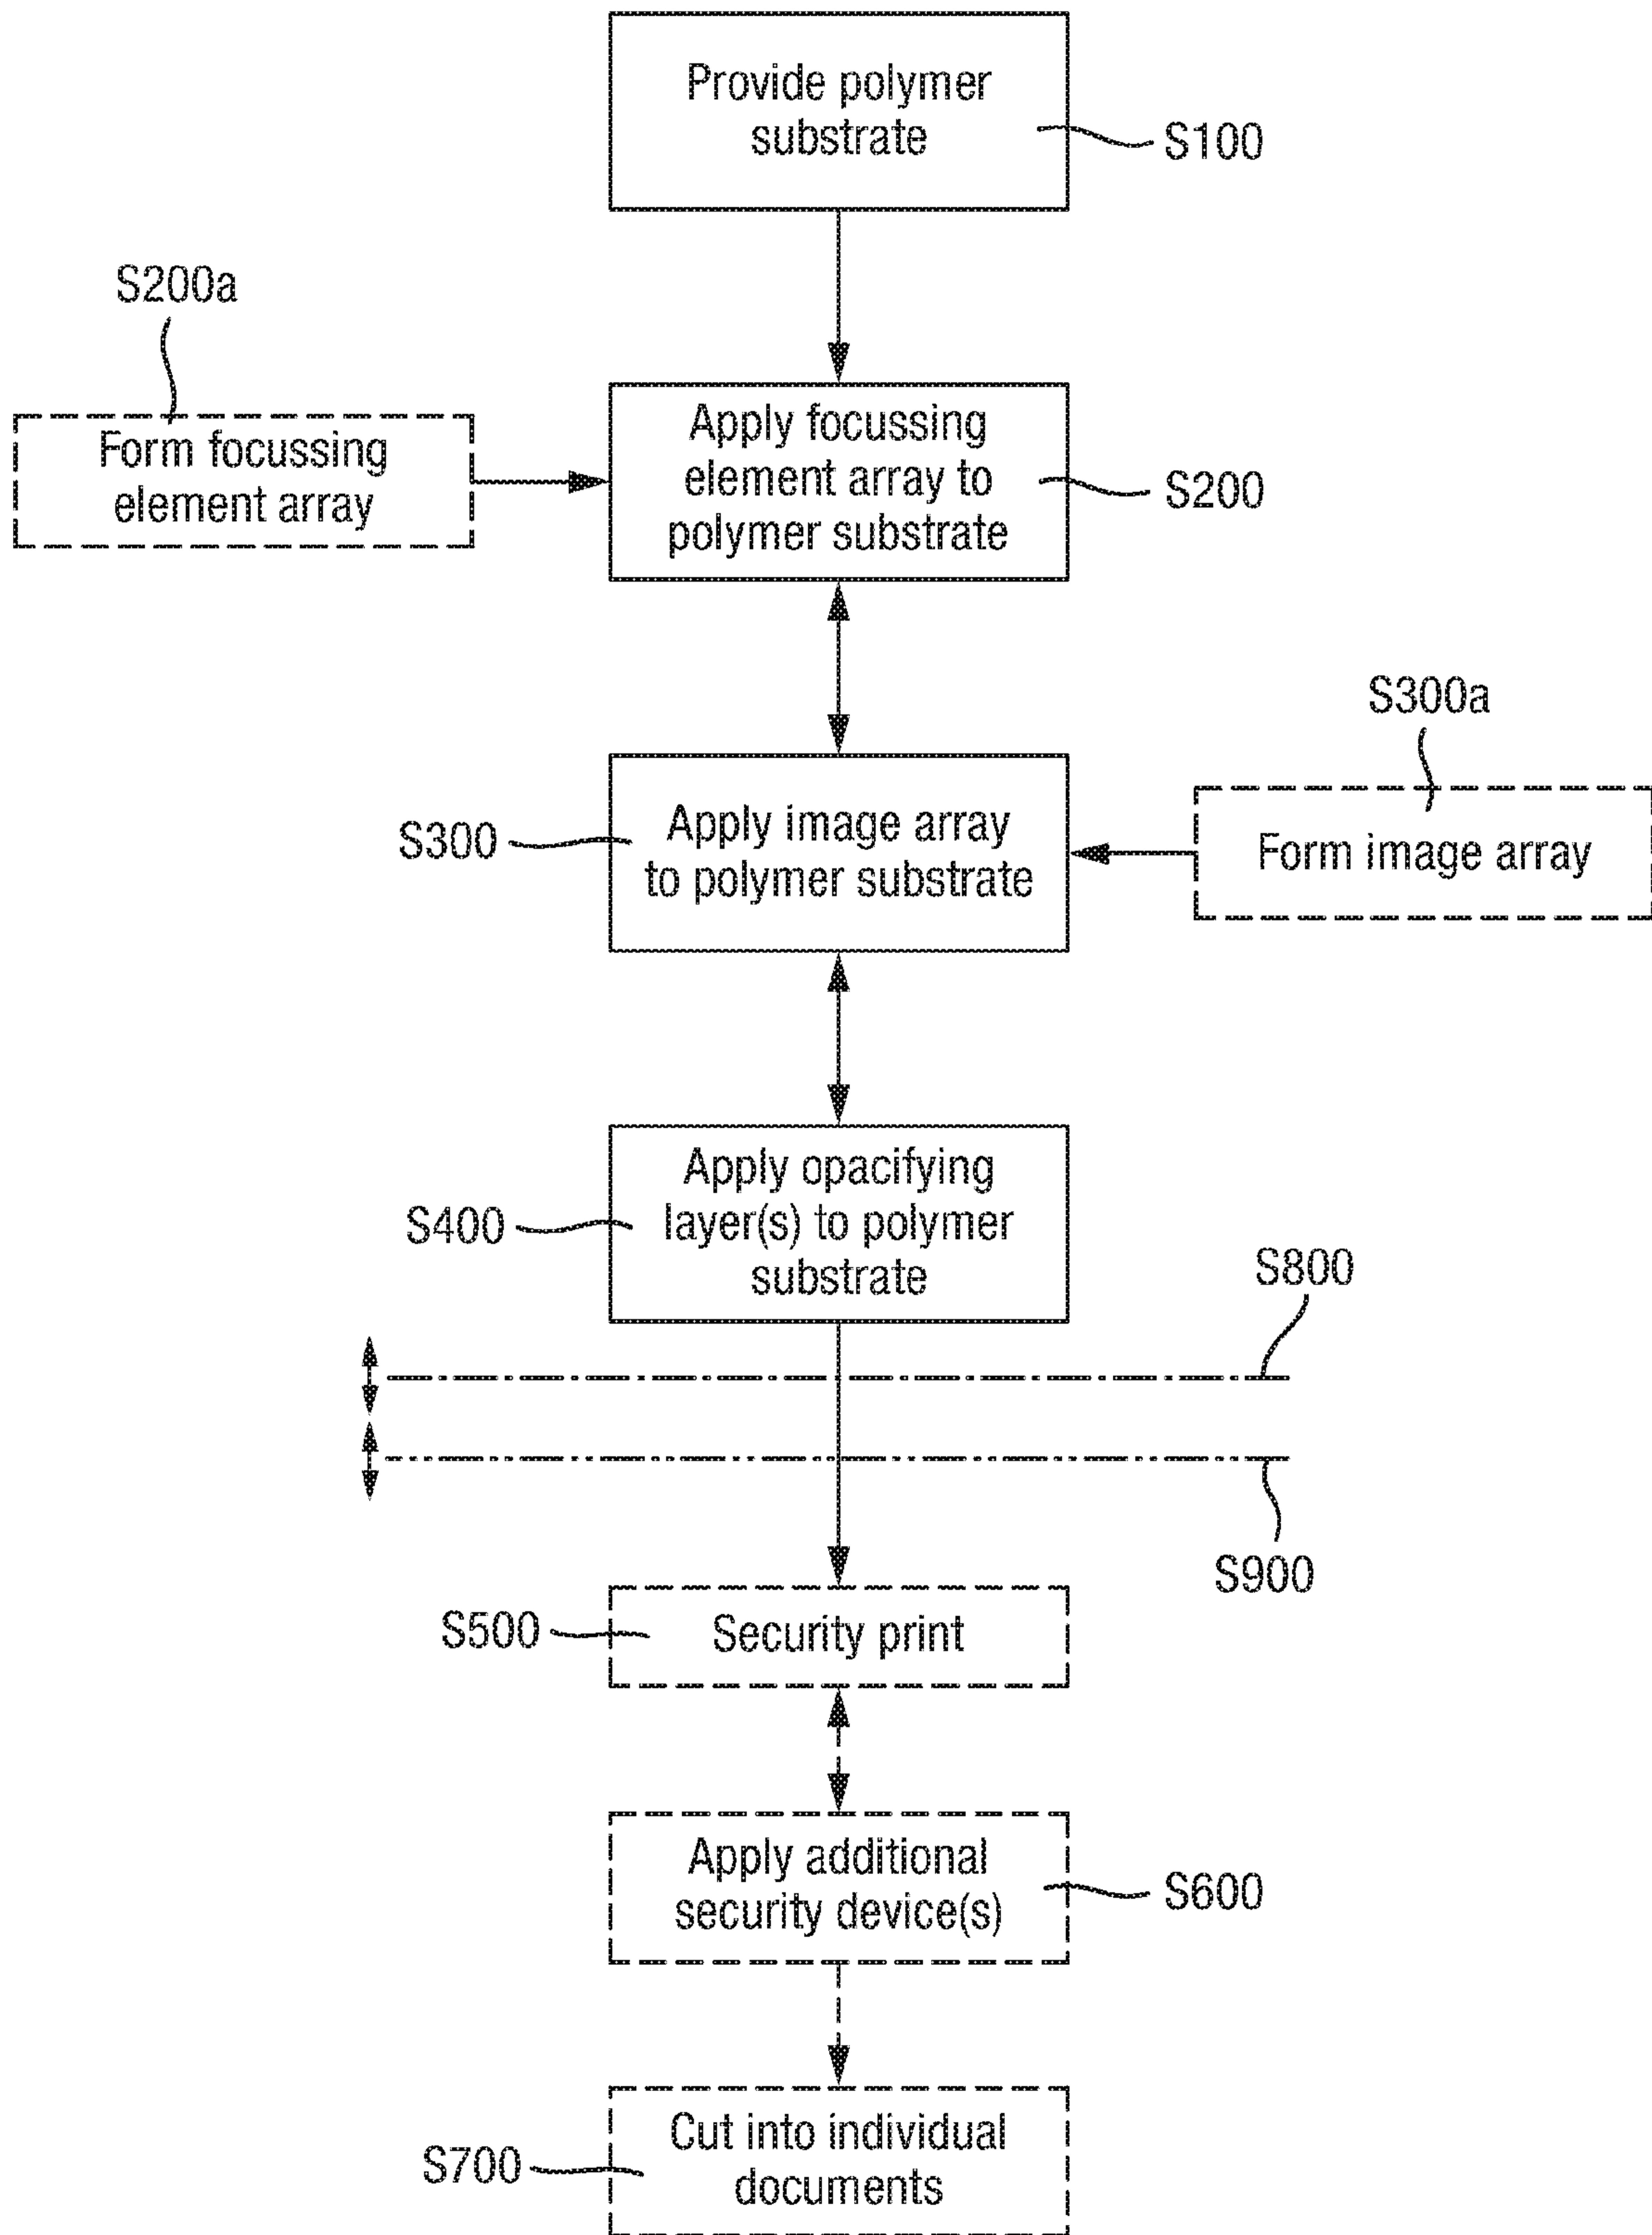 Provide polymer
substrate
S100
S200a
Form focussing
element array
Apply focussing
element array to
polymer substrate
S200
S300a
S300
Apply image array
to polymer substrate
Form image array
S400
Apply opacifying
layer(s) to polymer
substrate
S800
S900
S500
Security print
Apply additional
security device(s)
S600
S700
Cut into individual
documents